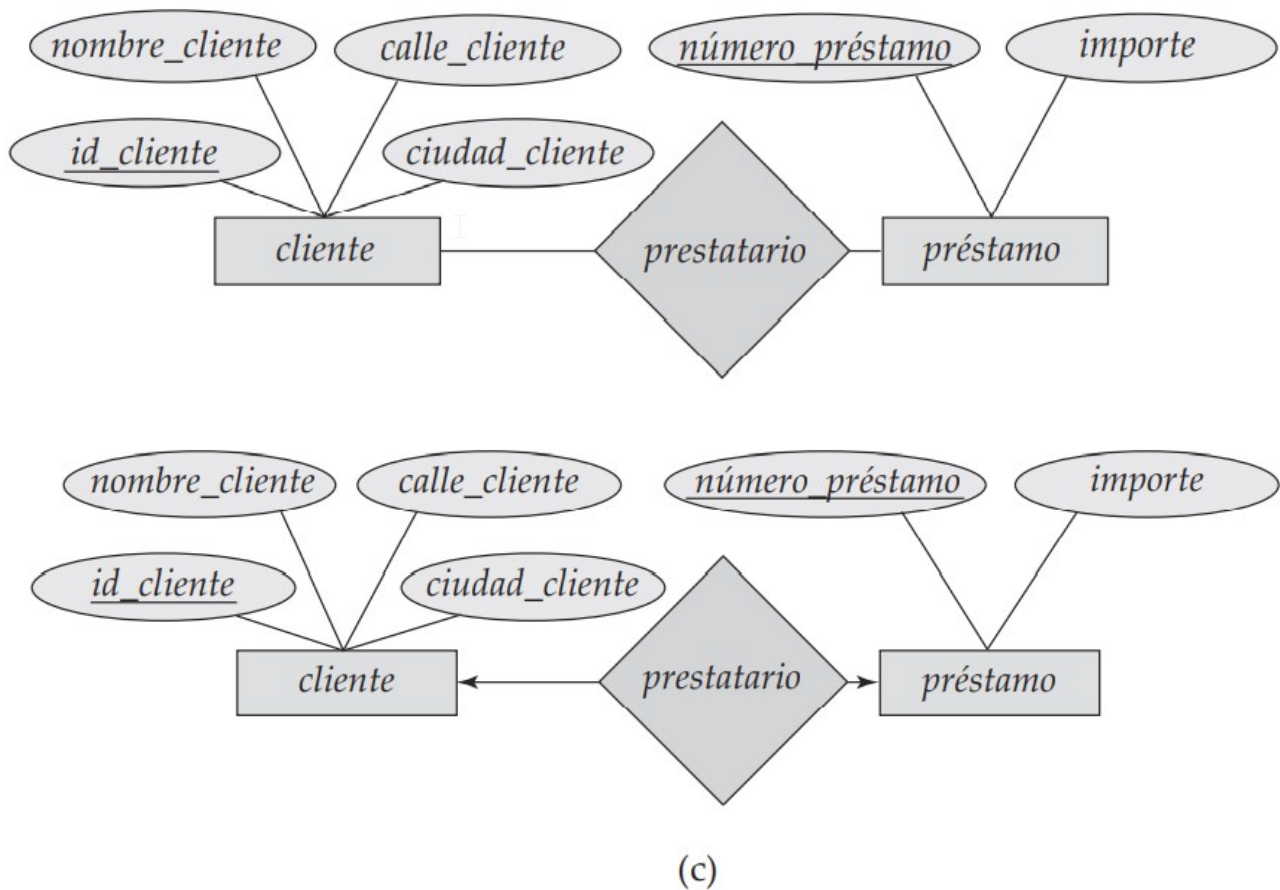 nombre_cliente calle_cliente número_préstamo importe
id_cliente ciudad_cliente
cliente prestatario préstamo
nombre_cliente calle_cliente número_préstamo importe
id_cliente ciudad_cliente
cliente prestatario préstamo
(c)